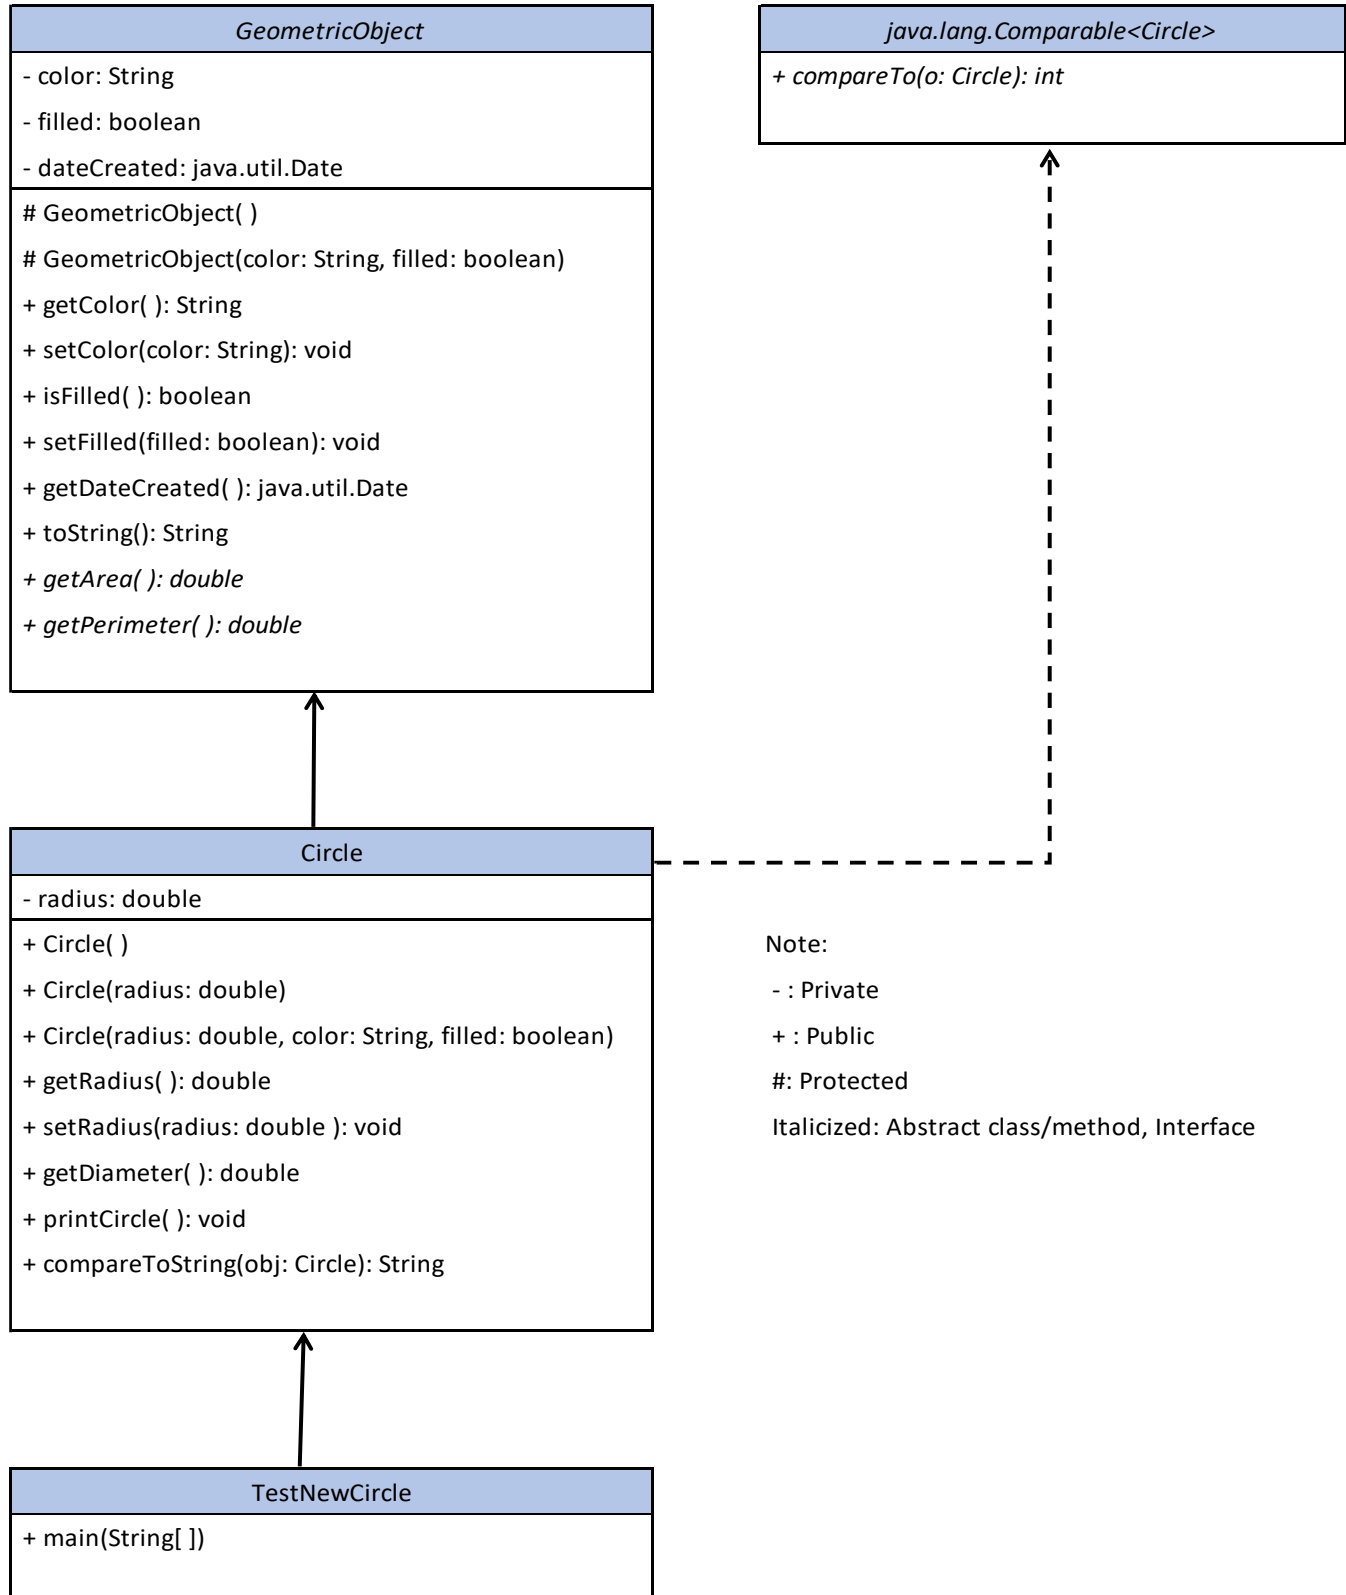 GeometricObject
- color: String
- filled: boolean
- dateCreated: java.util.Date
# GeometricObject( )
# GeometricObject(color: String, filled: boolean)
+ getColor( ): String
+ setColor(color: String): void
+ isFilled( ): boolean
+ setFilled(filled: boolean): void
+ getDateCreated( ): java.util.Date
+ toString(): String
+ getArea( ): double
+ getPerimeter( ): double
java.lang.Comparable<Circle>
+ compareTo(o: Circle): int
Circle
- radius: double
+ Circle( )
+ Circle(radius: double)
+ Circle(radius: double, color: String, filled: boolean)
+ getRadius( ): double
+ setRadius(radius: double ): void
+ getDiameter( ): double
+ printCircle( ): void
+ compareToString(obj: Circle): String
Note:
- : Private
+ : Public
#: Protected
Italicized: Abstract class/method, Interface
TestNewCircle
+ main(String[ ])